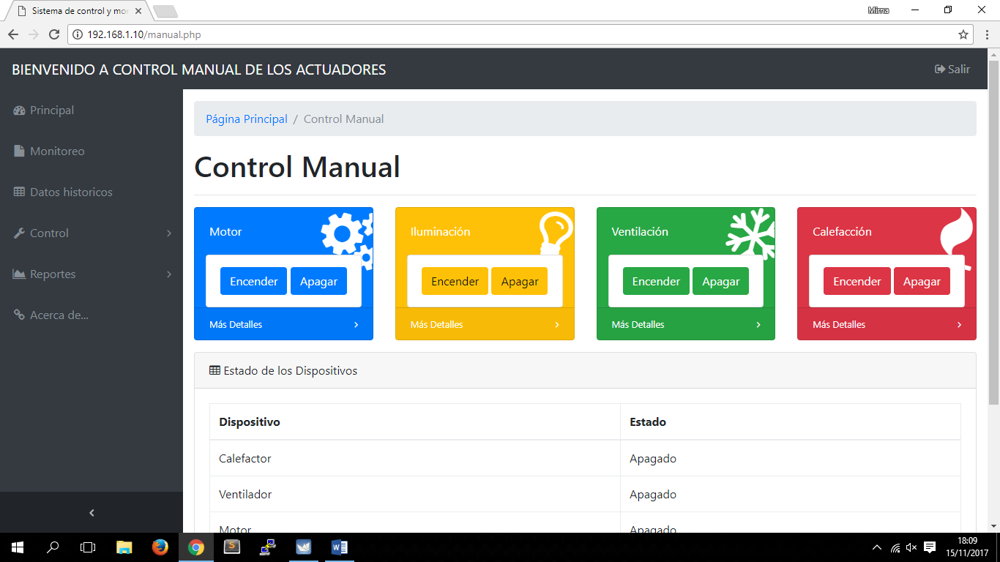 Sistema de control y mo
Mirna
192.168.1.10/manual.php
BIENVENIDO A CONTROL MANUAL DE LOS ACTUADORES
Salir
Principal
Monitoreo
Datos historicos
Control
Reportes
Acerca de...
Página Principal / Control Manual
Control Manual
Motor
Encender Apagar
Más Detalles
Iluminación
Encender Apagar
Más Detalles
Ventilación
Encender Apagar
Más Detalles
Calefacción
Encender Apagar
Más Detalles
Estado de los Dispositivos
Dispositivo Estado
Calefactor Apagado
Ventilador Apagado
Motor Apagado
18:09
15/11/2017